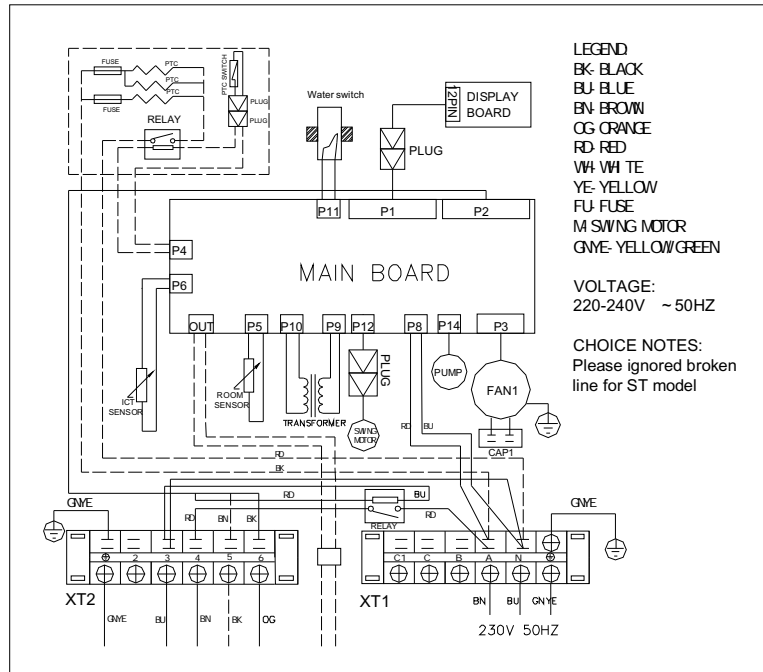 FUSE
PTC
PTC
FUSE
PTC
PTC SWITCH
PLUG
PLUG
RELAY
Water switch
12PIN
DISPLAY
BOARD
PLUG
P11
P1
P2
P4
P6
MAIN BOARD
OUT
P5
P10
P9
P12
P8
P14
P3
ICT
SENSOR
ROOM
SENSOR
TRANSFORMER
PLUG
SWING
MOTOR
RD
BU
PUMP
FAN1
CAP1
RD
BK
GNYE
RD
BN
BK
RD
BU
RELAY
RD
GNYE
2
3
4
5
6
XT2
GNYE
BU
BN
BK
OG
C1
C
B
A
N
XT1
BN
BU
GNYE
230V 50HZ
LEGEND
BK- BLACK
BU- BLUE
BN- BROWN
OG- ORANGE
RD- RED
WH- WHITE
YE- YELLOW
FU- FUSE
M- SWING MOTOR
GNYE- YELLOW/GREEN
VOLTAGE:
220-240V ~ 50HZ
CHOICE NOTES:
Please ignored broken
line for ST model